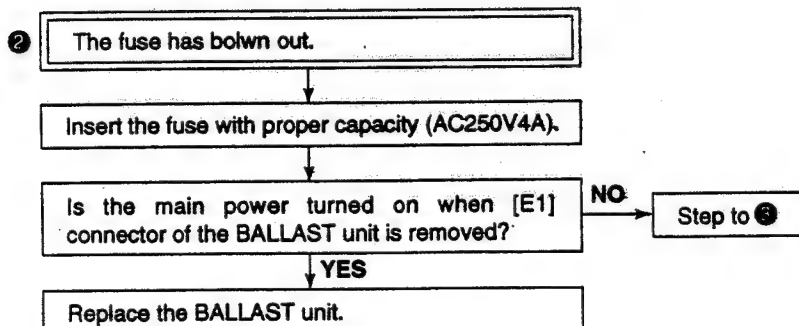 ❷ The fuse has bolwn out.
Insert the fuse with proper capacity (AC250V4A).
Is the main power turned on when [E1]
connector of the BALLAST unit is removed?
NO
Step to ❸
YES
Replace the BALLAST unit.